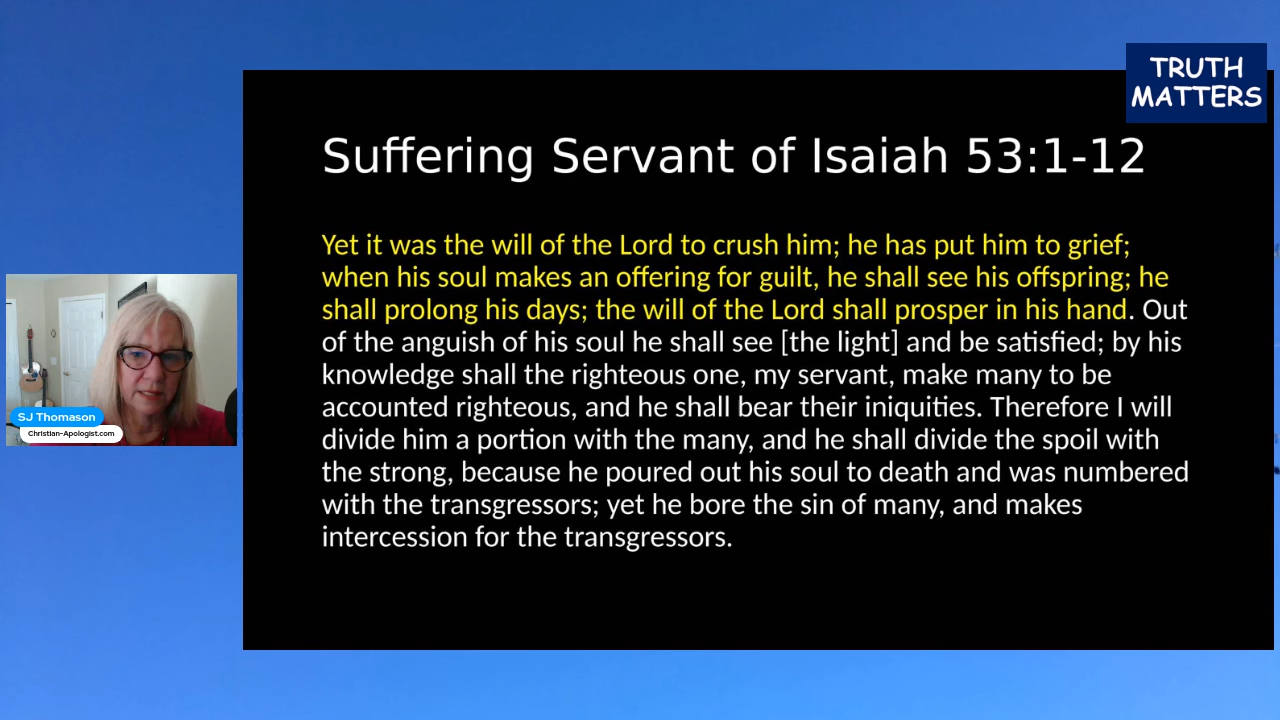 TRUTH
MATTERS
Suffering Servant of Isaiah 53:1-12
Yet it was the will of the Lord to crush him; he has put him to grief;
when his soul makes an offering for guilt, he shall see his offspring; he
shall prolong his days; the will of the Lord shall prosper in his hand. Out
of the anguish of his soul he shall see [the light] and be satisfied; by his
knowledge shall the righteous one, my servant, make many to be
accounted righteous, and he shall bear their iniquities. Therefore I will
divide him a portion with the many, and he shall divide the spoil with
the strong, because he poured out his soul to death and was numbered
with the transgressors; yet he bore the sin of many, and makes
intercession for the transgressors.
SJ Thomason
Christian-Apologist.com